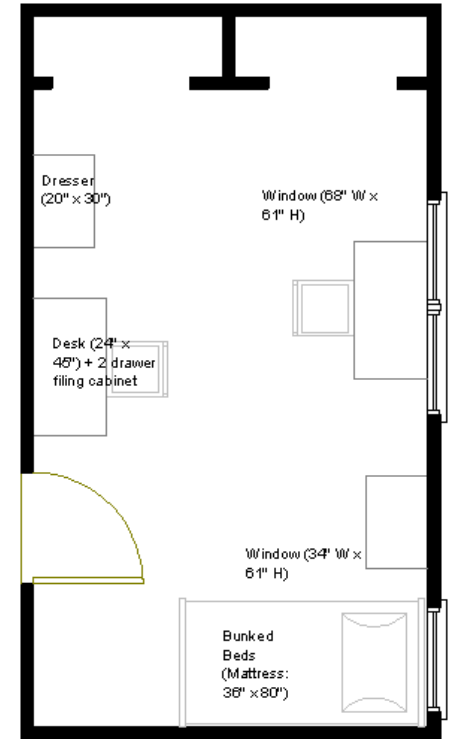 Dresser
(20" x 30")
Window (68" W x
61" H)
Desk (24" x
45") + 2 drawer
filing cabinet
Window (34" W x
61" H)
Bunked
Beds
(Mattress:
36" x 80")